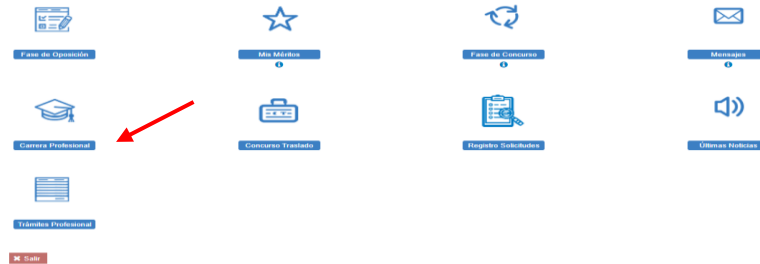 Fase de Oposición
Mis Méritos
Fase de Concurso
Mensajes
Carrera Profesional
Concurso Traslado
Registro Solicitudes
Últimas Noticias
Trámites Profesional
✖ Salir